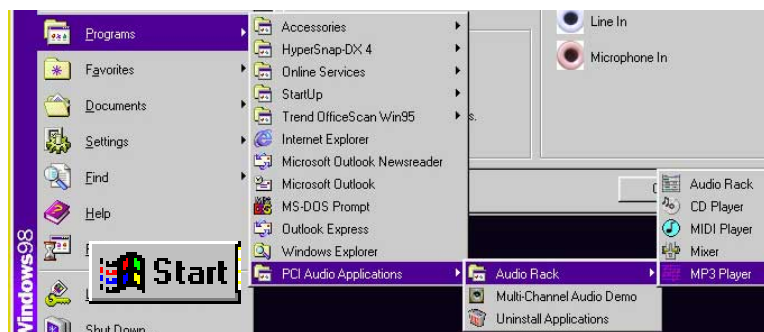 Programs
Favorites
Documents
Settings
Find
Help
Shut Down...
Windows98
Start
Accessories
HyperSnap-DX 4
Online Services
StartUp
Trend OfficeScan Win95
Internet Explorer
Microsoft Outlook Newsreader
Microsoft Outlook
MS-DOS Prompt
Outlook Express
Windows Explorer
PCI Audio Applications
Audio Rack
Multi-Channel Audio Demo
Uninstall Applications
Line In
Microphone In
s.
Audio Rack
CD Player
MIDI Player
Mixer
MP3 Player